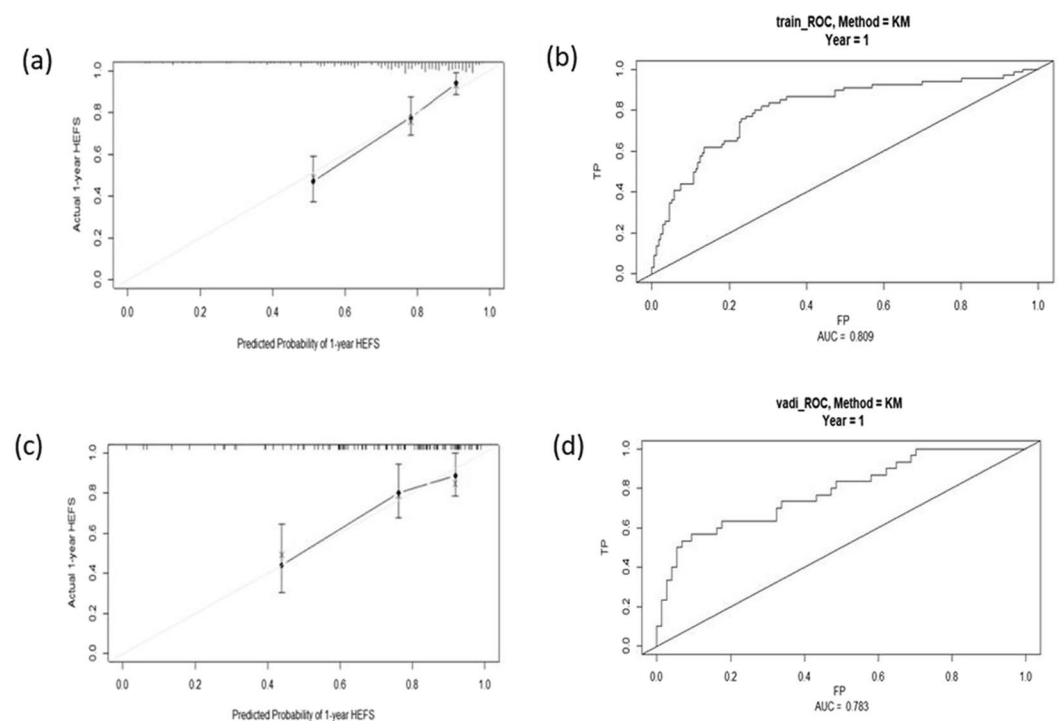 (a)
Actual 1-year HEFS
1.0
0.8
0.6
0.4
0.2
0.0
0.0 0.2 0.4 0.6 0.8 1.0
Predicted Probability of 1-year HEFS
(b)
train_ROC, Method = KM
Year = 1
TP
1.0
0.8
0.6
0.4
0.2
0.0
0.0 0.2 0.4 0.6 0.8 1.0
FP
AUC = 0.809
(c)
Actual 1-year HEFS
1.0
0.8
0.6
0.4
0.2
0.0
0.0 0.2 0.4 0.6 0.8 1.0
Predicted Probability of 1-year HEFS
(d)
vadi_ROC, Method = KM
Year = 1
TP
1.0
0.8
0.6
0.4
0.2
0.0
0.0 0.2 0.4 0.6 0.8 1.0
FP
AUC = 0.783